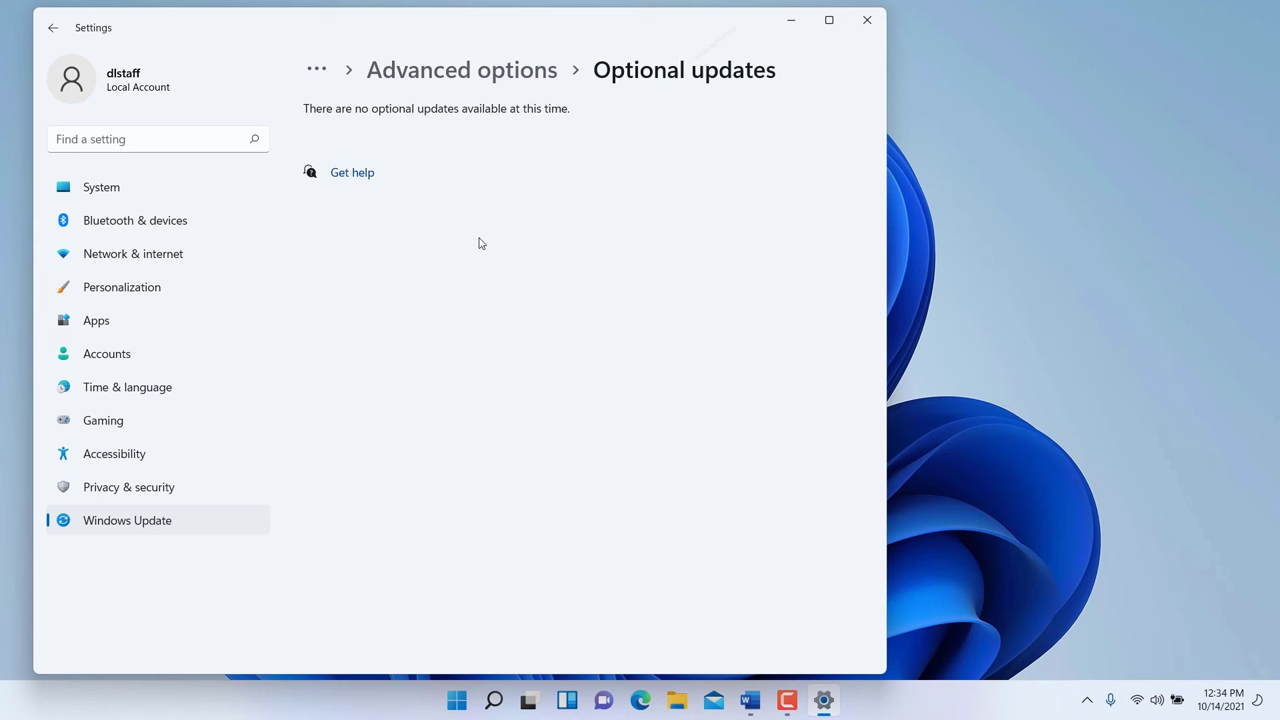 Settings
dlstaff
Local Account
Find a setting
System
Bluetooth & devices
Network & internet
Personalization
Apps
Accounts
Time & language
Gaming
Accessibility
Privacy & security
Windows Update
··· > Advanced options > Optional updates
There are no optional updates available at this time.
Get help
12:34 PM
10/14/2021